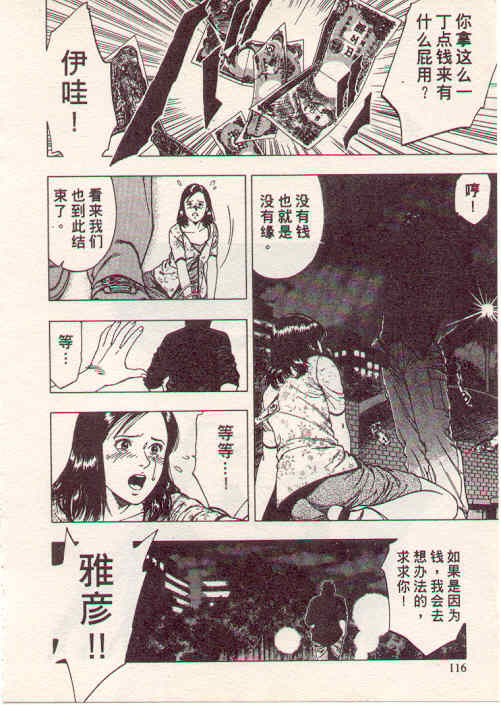 你拿这么一
丁点钱来有
什么屁用？
伊哇！
哼！
没有钱
也就是
没有缘。
看来我们
也到此结
束了。
等…
等等…！
如果是因为
钱，我会去
想办法的，
求求你！
雅彦!!
116